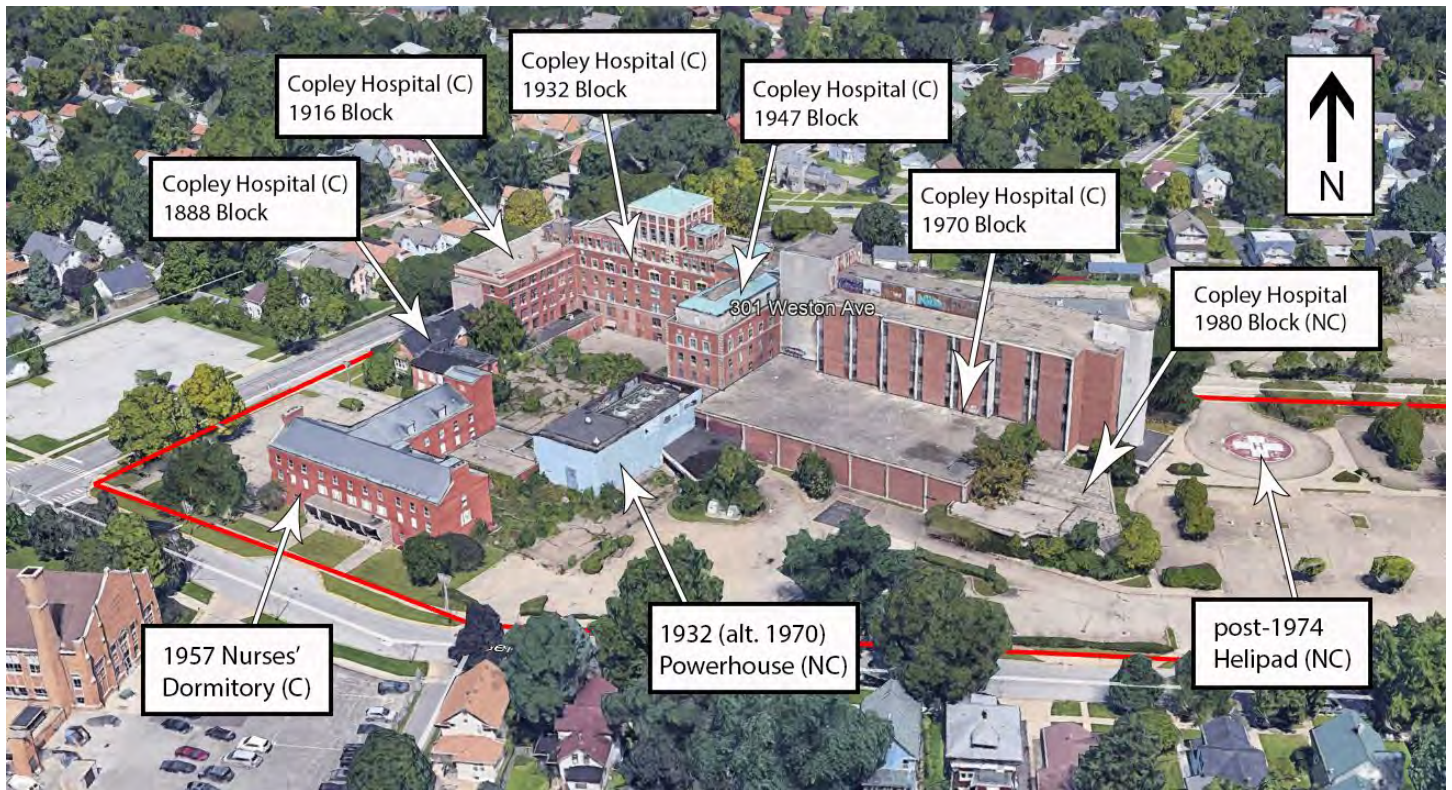 Copley Hospital (C)
1932 Block
Copley Hospital (C)
1916 Block
Copley Hospital (C)
1947 Block
N
Copley Hospital (C)
1888 Block
Copley Hospital (C)
1970 Block
Copley Hospital
1980 Block (NC)
301 Weston Ave
H
1957 Nurses’
Dormitory (C)
1932 (alt. 1970)
Powerhouse (NC)
post-1974
Helipad (NC)